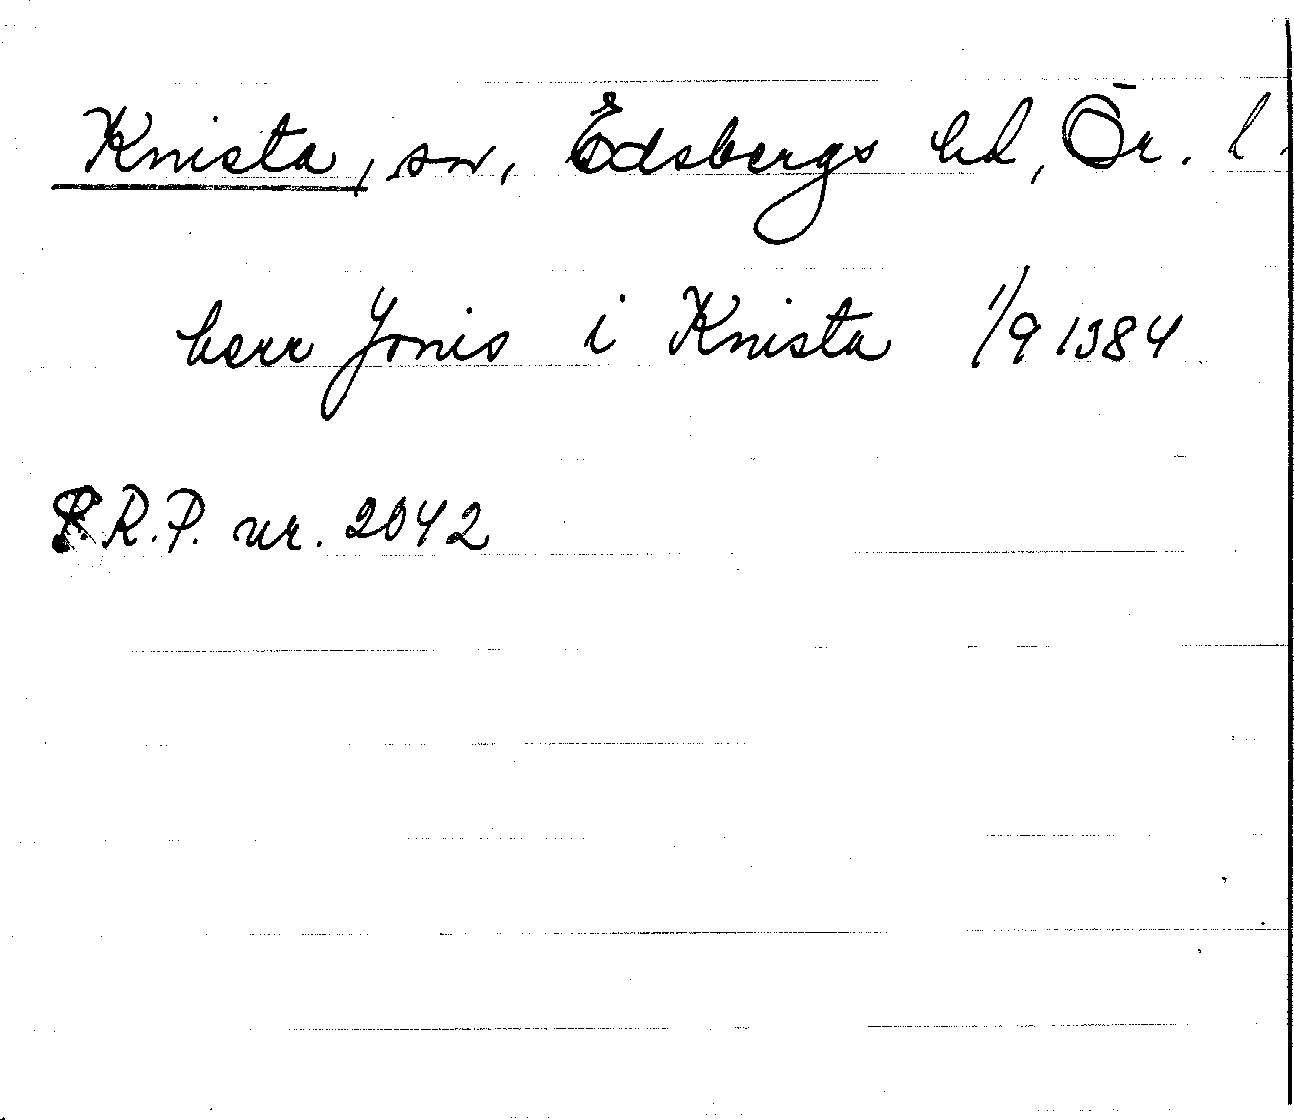 Knista, sn, Edsbergs hd, Ör. l.
herr Jonis i Knista 1/9 1384
S.R.P. nr. 2042